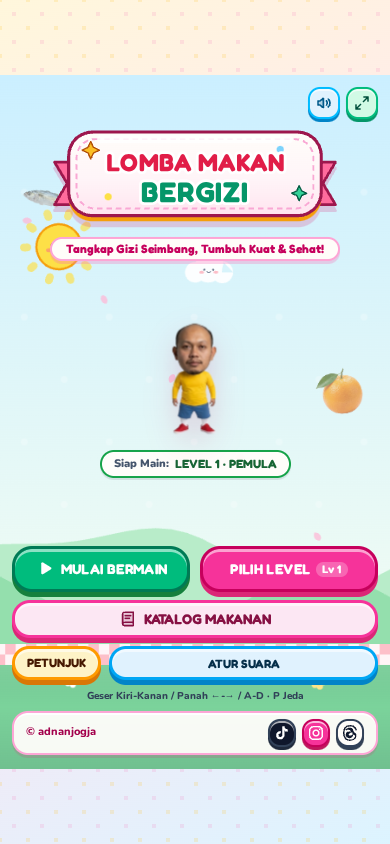 LOMBA MAKAN
BERGIZI
Tangkap Gizi Seimbang, Tumbuh Kuat & Sehat!
Siap Main: LEVEL 1 · PEMULA
MULAI BERMAIN
PILIH LEVEL Lv 1
KATALOG MAKANAN
PETUNJUK
ATUR SUARA
Geser Kiri-Kanan / Panah ←-→ / A-D · P Jeda
© adnanjogja